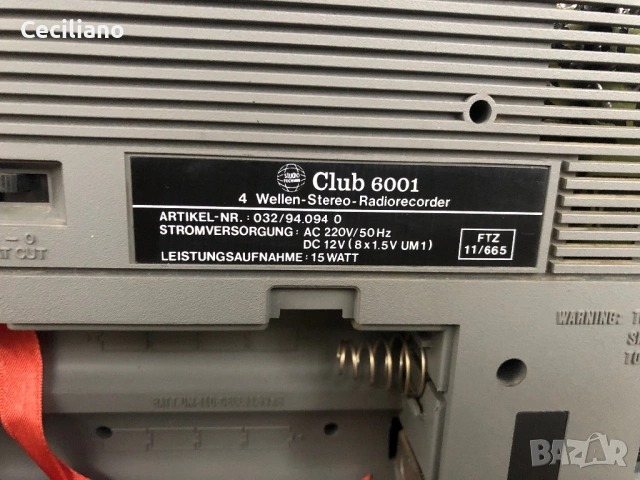 Ceciliano
Club 6001
4 Wellen-Stereo-Radiorecorder
ARTIKEL-NR.: 032/94.094 0
STROMVERSORGUNG: AC 220V/50Hz
DC 12V (8x1.5V UM1)
LEISTUNGSAUFNAHME: 15 WATT
FTZ
11/665
WARNING:
BAZAR